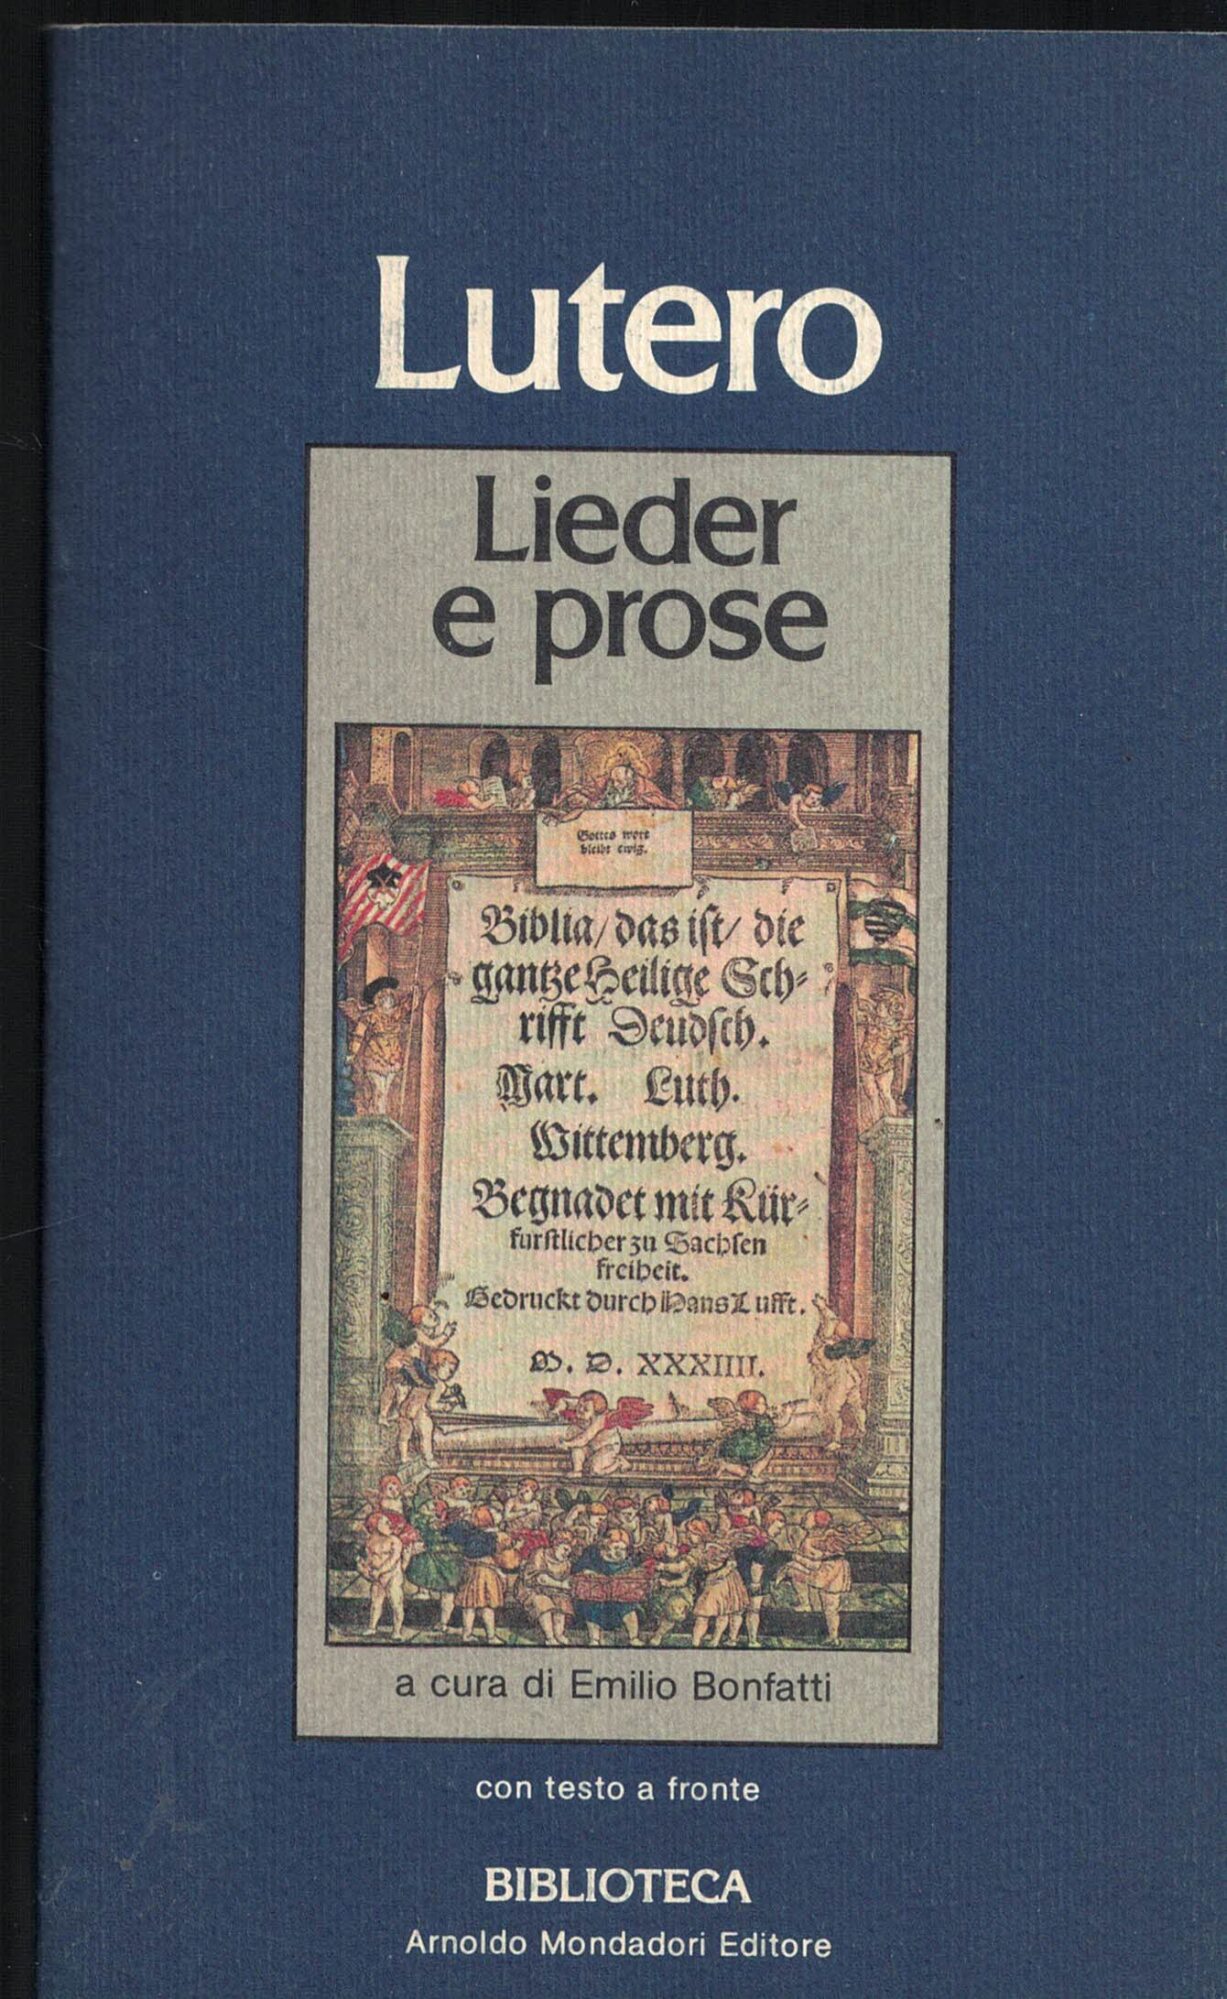 Lutero
Lieder
e prose
Gottes wort
bleibt ewig.
Biblia/das ist/ die
gantze Heilige Sch⸗
rifft Deudsch.
Mart. Luth.
Wittemberg.
Begnadet mit Kür⸗
furstlicher zu Sachsen
freiheit.
Gedruckt durch Hans Lufft.
M. D. XXXIIII.
a cura di Emilio Bonfatti
con testo a fronte
BIBLIOTECA
Arnoldo Mondadori Editore